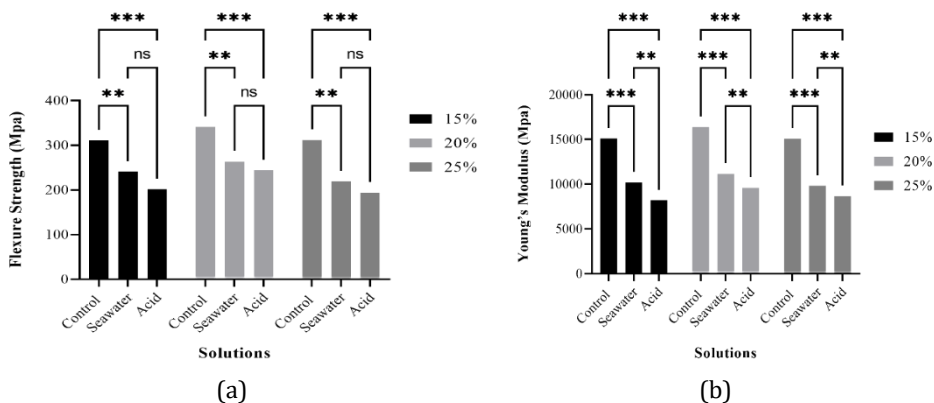 *** *** ***
ns ** ns
** ns **
Flexure Strength (Mpa)
400
300
200
100
0
15%
20%
25%
Control Seawater Acid Control Seawater Acid Control Seawater Acid
Solutions
(a)
*** *** ***
** *** **
*** ** ***
Young's Modulus (Mpa)
20000
15000
10000
5000
0
15%
20%
25%
Control Seawater Acid Control Seawater Acid Control Seawater Acid
Solutions
(b)